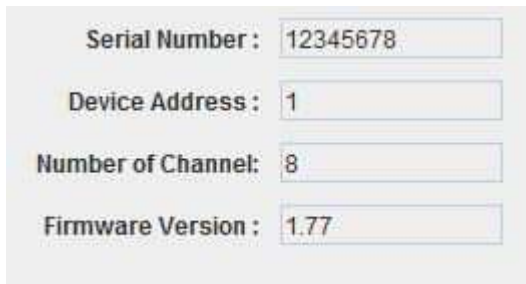 Serial Number : 12345678
Device Address : 1
Number of Channel: 8
Firmware Version : 1.77